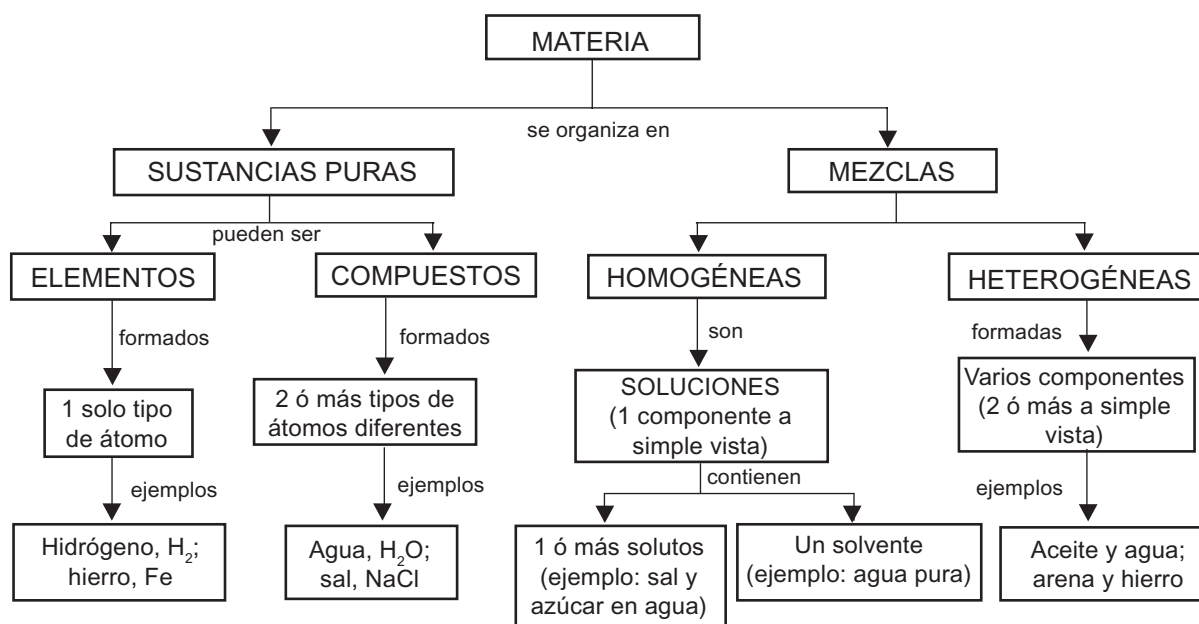 MATERIA
se organiza en
SUSTANCIAS PURAS
MEZCLAS
pueden ser
ELEMENTOS
COMPUESTOS
HOMOGÉNEAS
HETEROGÉNEAS
formados
formados
son
formadas
1 solo tipo
de átomo
2 ó más tipos de
átomos diferentes
SOLUCIONES
(1 componente a
simple vista)
Varios componentes
(2 ó más a simple
vista)
ejemplos
ejemplos
contienen
ejemplos
Hidrógeno, H₂;
hierro, Fe
Agua, H₂O;
sal, NaCl
1 ó más solutos
(ejemplo: sal y
azúcar en agua)
Un solvente
(ejemplo: agua pura)
Aceite y agua;
arena y hierro